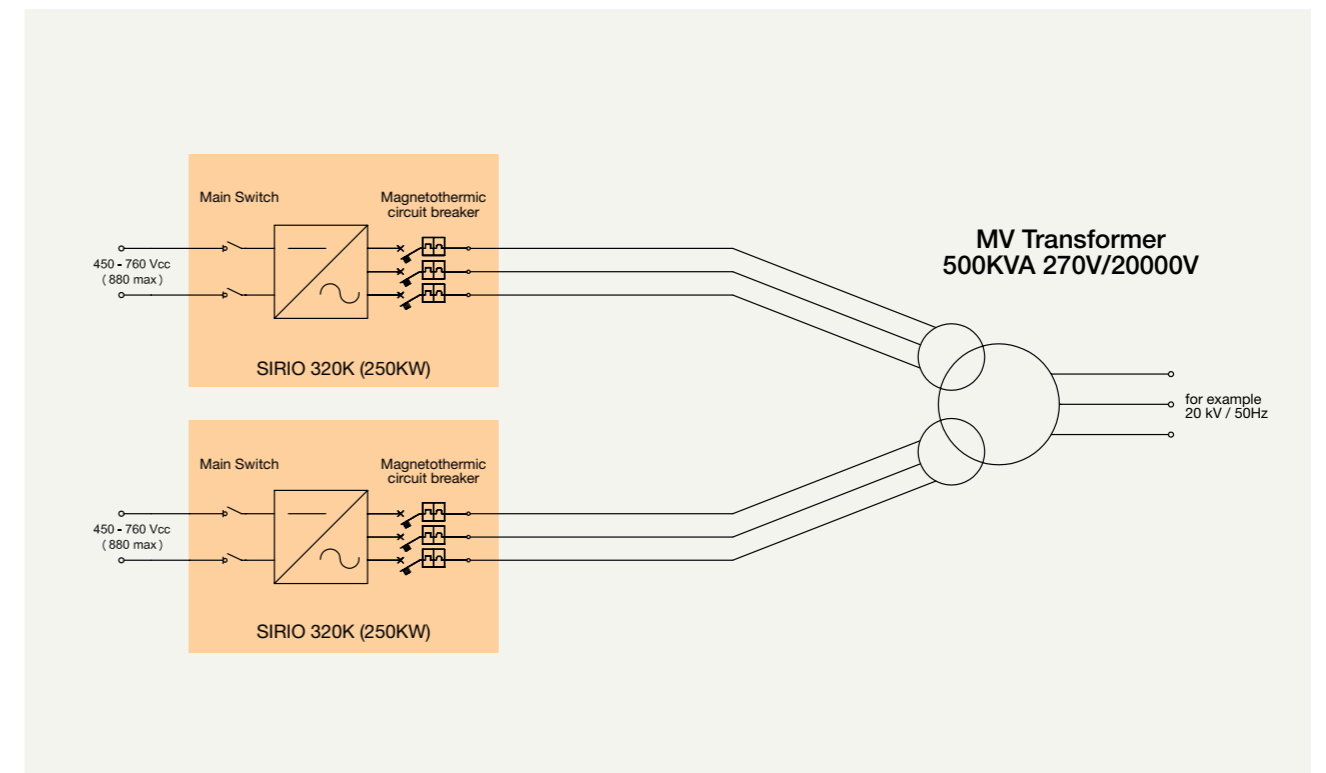 Main Switch
Magnetothermic
circuit breaker
450 - 760 Vcc
( 880 max )
SIRIO 320K (250KW)
MV Transformer
500KVA 270V/20000V
for example
20 kV / 50Hz
Main Switch
Magnetothermic
circuit breaker
450 - 760 Vcc
( 880 max )
SIRIO 320K (250KW)